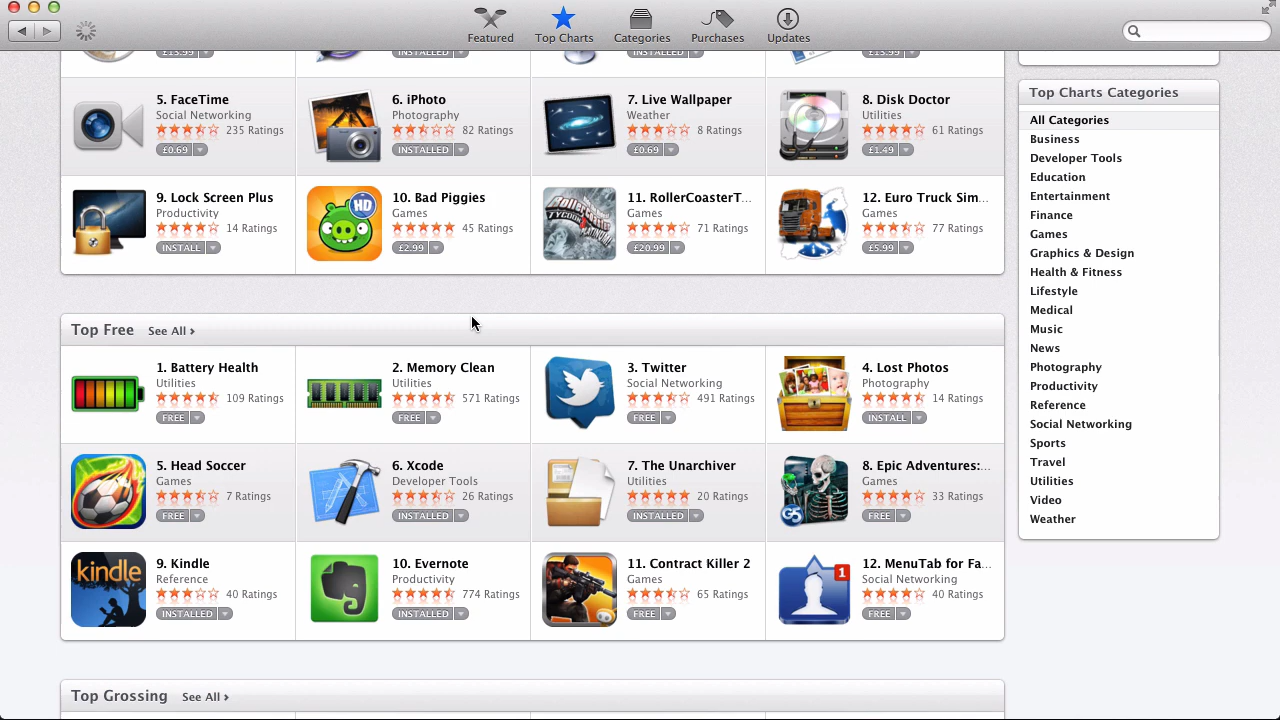 Featured
Top Charts
Categories
Purchases
Updates
£13.99
INSTALLED
£13.99
5. FaceTime
Social Networking
235 Ratings
£0.69
6. iPhoto
Photography
82 Ratings
INSTALLED
7. Live Wallpaper
Weather
8 Ratings
£0.69
8. Disk Doctor
Utilities
61 Ratings
£1.49
9. Lock Screen Plus
Productivity
14 Ratings
INSTALL
HD
10. Bad Piggies
Games
45 Ratings
£2.99
11. RollerCoasterT...
Games
71 Ratings
£20.99
12. Euro Truck Sim...
Games
77 Ratings
£5.99
Top Free See All ›
1. Battery Health
Utilities
109 Ratings
FREE
2. Memory Clean
Utilities
571 Ratings
FREE
3. Twitter
Social Networking
491 Ratings
FREE
4. Lost Photos
Photography
14 Ratings
INSTALL
5. Head Soccer
Games
7 Ratings
FREE
6. Xcode
Developer Tools
26 Ratings
INSTALLED
7. The Unarchiver
Utilities
20 Ratings
INSTALLED
G5
8. Epic Adventures:...
Games
33 Ratings
FREE
kindle
9. Kindle
Reference
40 Ratings
INSTALLED
10. Evernote
Productivity
774 Ratings
INSTALLED
11. Contract Killer 2
Games
65 Ratings
FREE
1
12. MenuTab for Fa...
Social Networking
40 Ratings
FREE
Top Grossing See All ›
Top Charts Categories
All Categories
Business
Developer Tools
Education
Entertainment
Finance
Games
Graphics & Design
Health & Fitness
Lifestyle
Medical
Music
News
Photography
Productivity
Reference
Social Networking
Sports
Travel
Utilities
Video
Weather